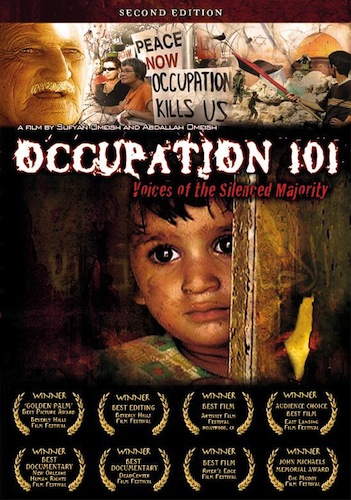 SECOND EDITION
PEACE
NOW
OCCUPATION
KILLS US
A FILM BY SUFYAN OMEISH AND ABDALLAH OMEISH
OCCUPATION 101
Voices of the Silenced Majority
WINNER
'GOLDEN PALM'
BEST PICTURE AWARD
BEVERLY HILLS
FILM FESTIVAL
WINNER
BEST EDITING
BEVERLY HILLS
FILM FESTIVAL
WINNER
BEST FILM
ARTIVIST FILM
FESTIVAL
HOLLYWOOD, CA
WINNER
AUDIENCE CHOICE
BEST FILM
EAST LANSING
FILM FESTIVAL
WINNER
BEST
DOCUMENTARY
NEW ORLEANS
HUMAN RIGHTS
FILM FESTIVAL
WINNER
BEST
DOCUMENTARY
DEADCENTER
FILM FESTIVAL
WINNER
BEST FILM
RIVER'S EDGE
FILM FESTIVAL
WINNER
JOHN MICHAELS
MEMORIAL AWARD
BIG MUDDY
FILM FESTIVAL